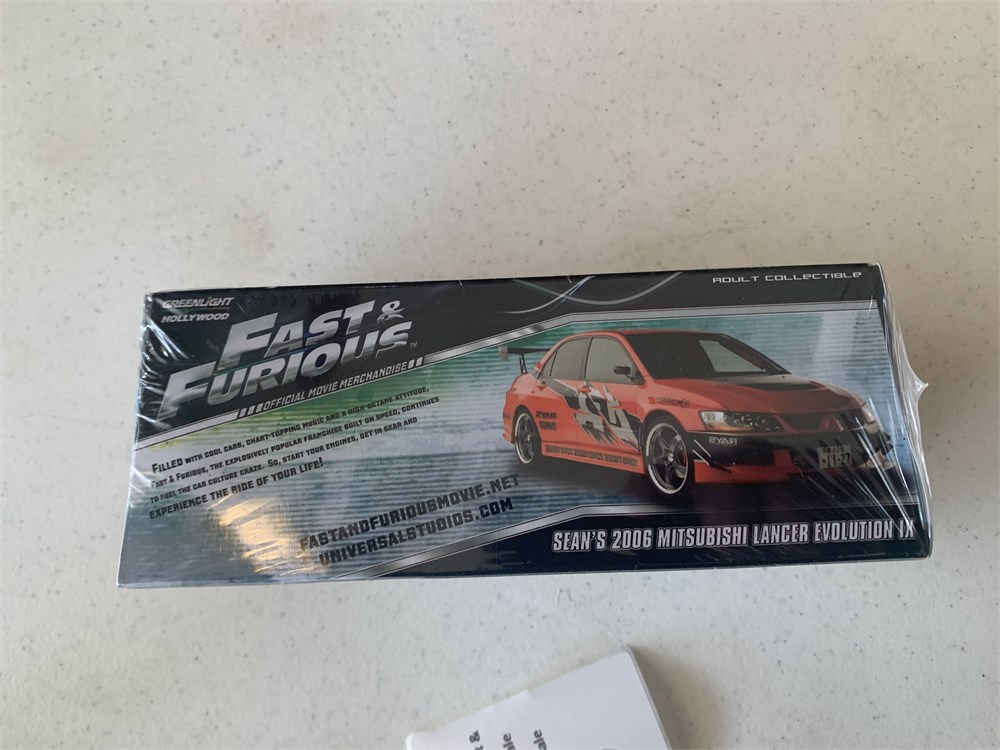 GREENLIGHT
HOLLYWOOD
FAST &
FURIOUS™
OFFICIAL MOVIE MERCHANDISE
ADULT COLLECTIBLE
FILLED WITH COOL CARS, CHART-TOPPING MUSIC AND A HIGH-OCTANE ATTITUDE,
FAST & FURIOUS, THE EXPLOSIVELY POPULAR FRANCHISE BUILT ON SPEED, CONTINUES
TO FUEL THE CAR CULTURE CRAZE. SO, START YOUR ENGINES, GET IN GEAR AND
EXPERIENCE THE RIDE OF YOUR LIFE!
FASTANDFURIOUSMOVIE.NET
UNIVERSALSTUDIOS.COM
RAYS
SEAN'S 2006 MITSUBISHI LANCER EVOLUTION IX